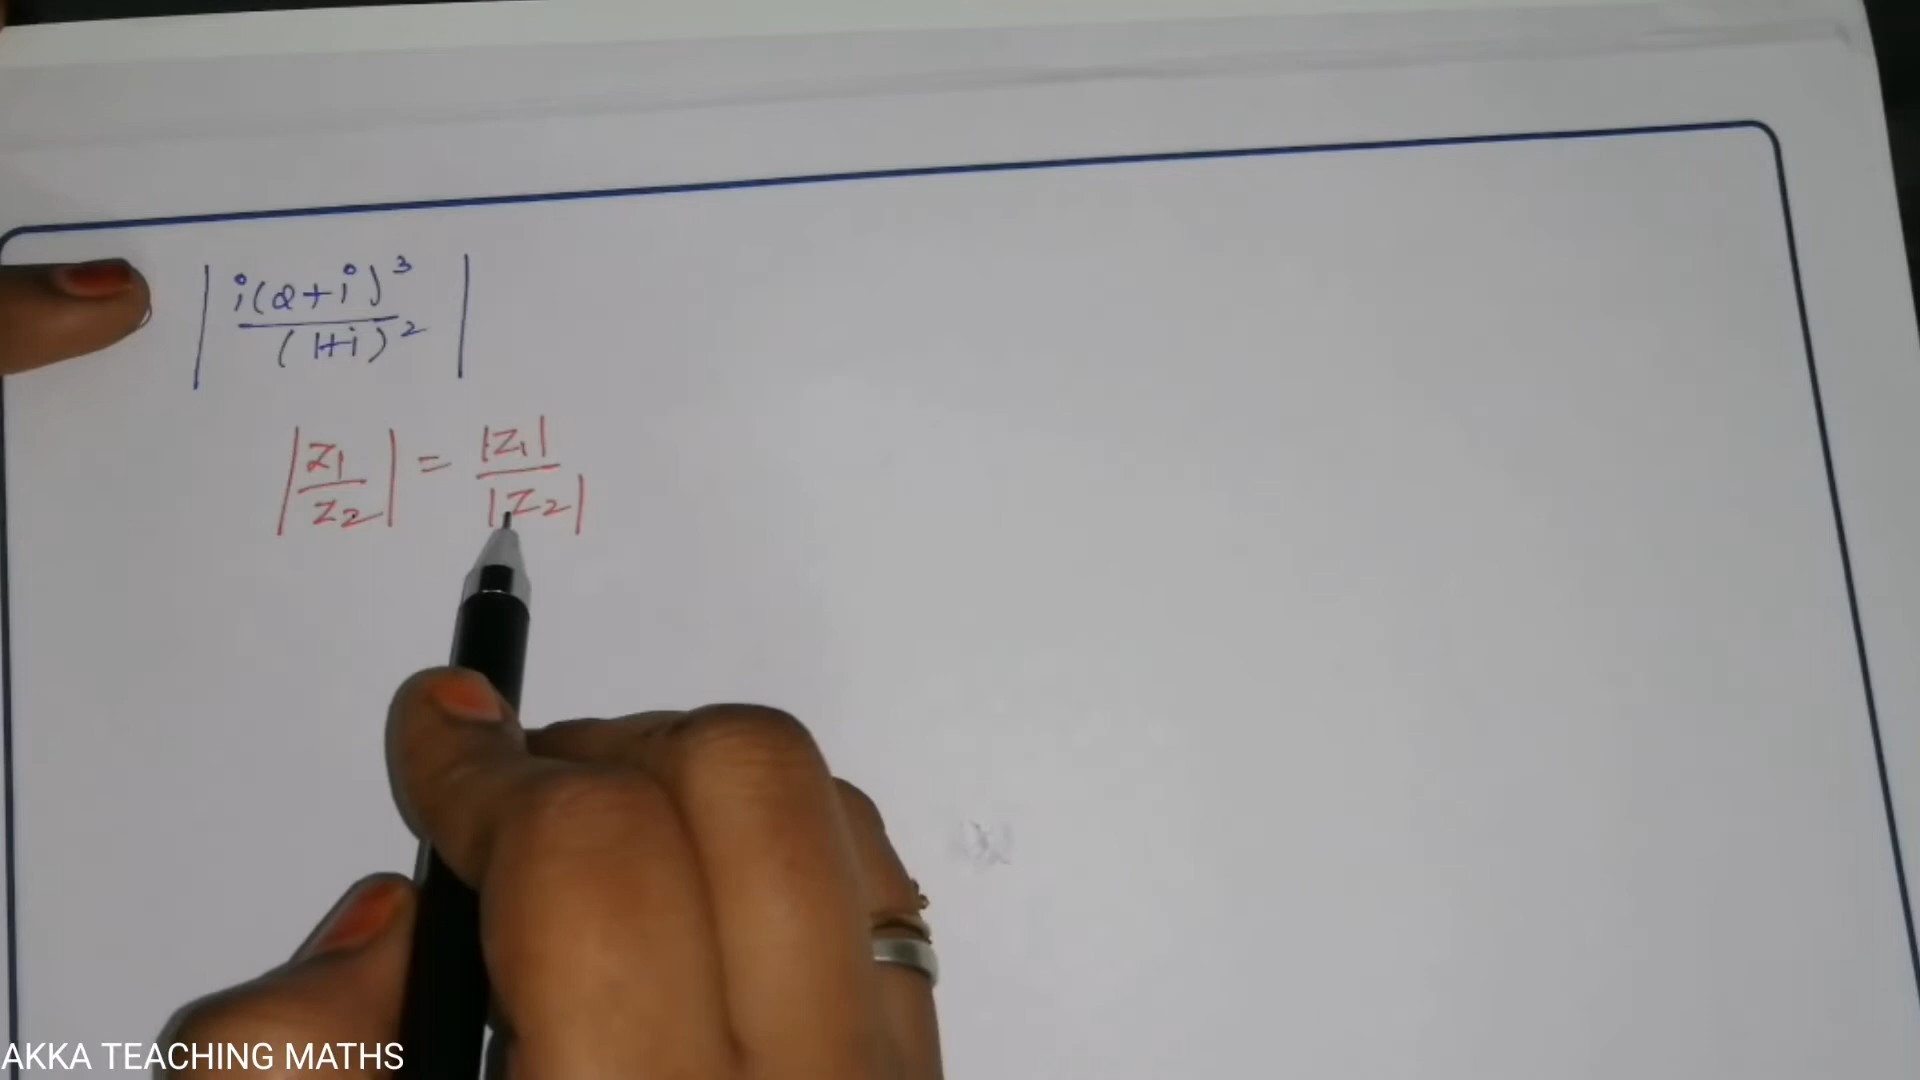 | i(2+i)³ / (1+i)² |
| Z₁ / Z₂ | = |Z₁| / |Z₂|
AKKA TEACHING MATHS